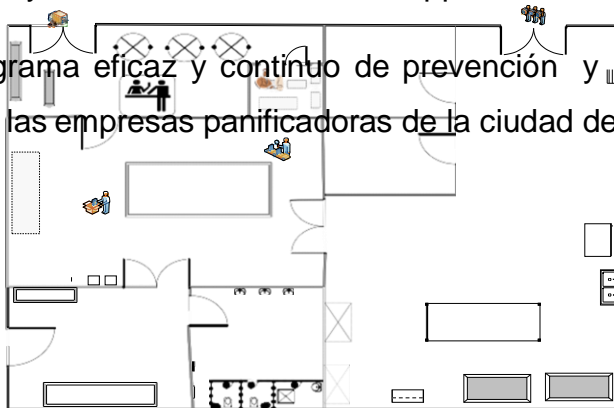 grama eficaz y continuo de prevención y
las empresas panificadoras de la ciudad de